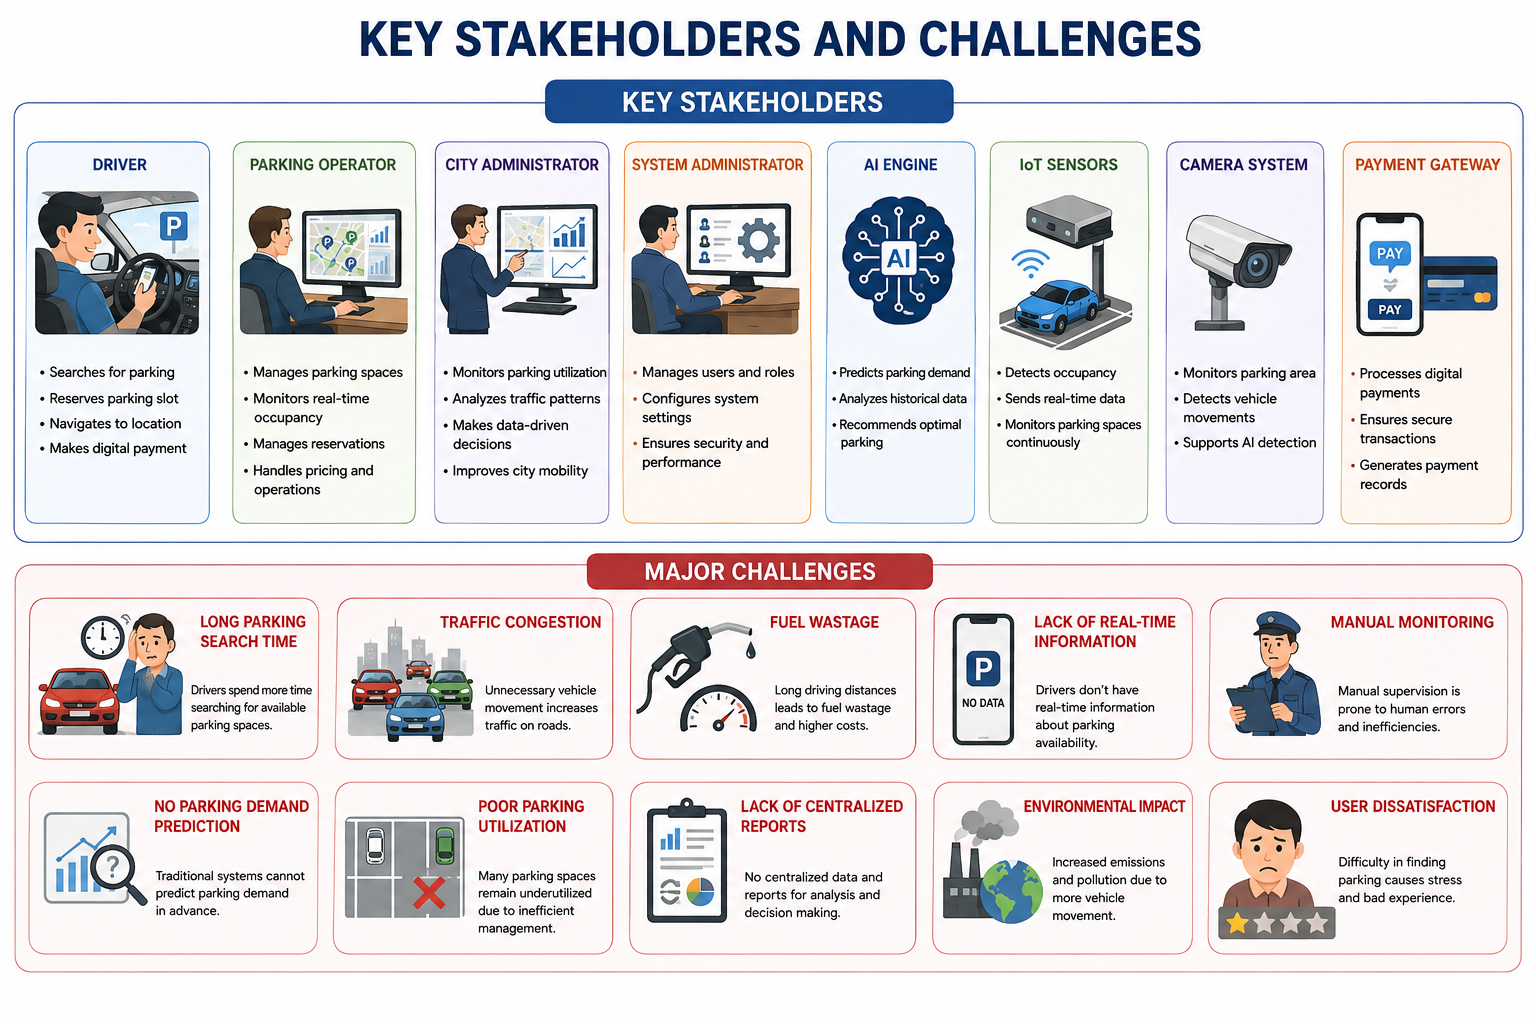 KEY STAKEHOLDERS AND CHALLENGES
KEY STAKEHOLDERS
DRIVER
P
• Searches for parking
• Reserves parking slot
• Navigates to location
• Makes digital payment
PARKING OPERATOR
P
P
P
• Manages parking spaces
• Monitors real-time
occupancy
• Manages reservations
• Handles pricing and
operations
CITY ADMINISTRATOR
• Monitors parking utilization
• Analyzes traffic patterns
• Makes data-driven
decisions
• Improves city mobility
SYSTEM ADMINISTRATOR
• Manages users and roles
• Configures system
settings
• Ensures security and
performance
AI ENGINE
AI
• Predicts parking demand
• Analyzes historical data
• Recommends optimal
parking
IoT SENSORS
• Detects occupancy
• Sends real-time data
• Monitors parking spaces
continuously
CAMERA SYSTEM
• Monitors parking area
• Detects vehicle
movements
• Supports AI detection
PAYMENT GATEWAY
PAY
PAY
• Processes digital
payments
• Ensures secure
transactions
• Generates payment
records
MAJOR CHALLENGES
LONG PARKING
SEARCH TIME
Drivers spend more time
searching for available
parking spaces.
TRAFFIC CONGESTION
Unnecessary vehicle
movement increases
traffic on roads.
FUEL WASTAGE
Long driving distances
leads to fuel wastage
and higher costs.
LACK OF REAL-TIME
INFORMATION
P
NO DATA
Drivers don't have
real-time information
about parking
availability.
MANUAL MONITORING
Manual supervision is
prone to human errors
and inefficiencies.
NO PARKING DEMAND
PREDICTION
?
Traditional systems cannot
predict parking demand
in advance.
POOR PARKING
UTILIZATION
Many parking spaces
remain underutilized
due to inefficient
management.
LACK OF CENTRALIZED
REPORTS
No centralized data and
reports for analysis and
decision making.
ENVIRONMENTAL IMPACT
Increased emissions
and pollution due to
more vehicle
movement.
USER DISSATISFACTION
Difficulty in finding
parking causes stress
and bad experience.